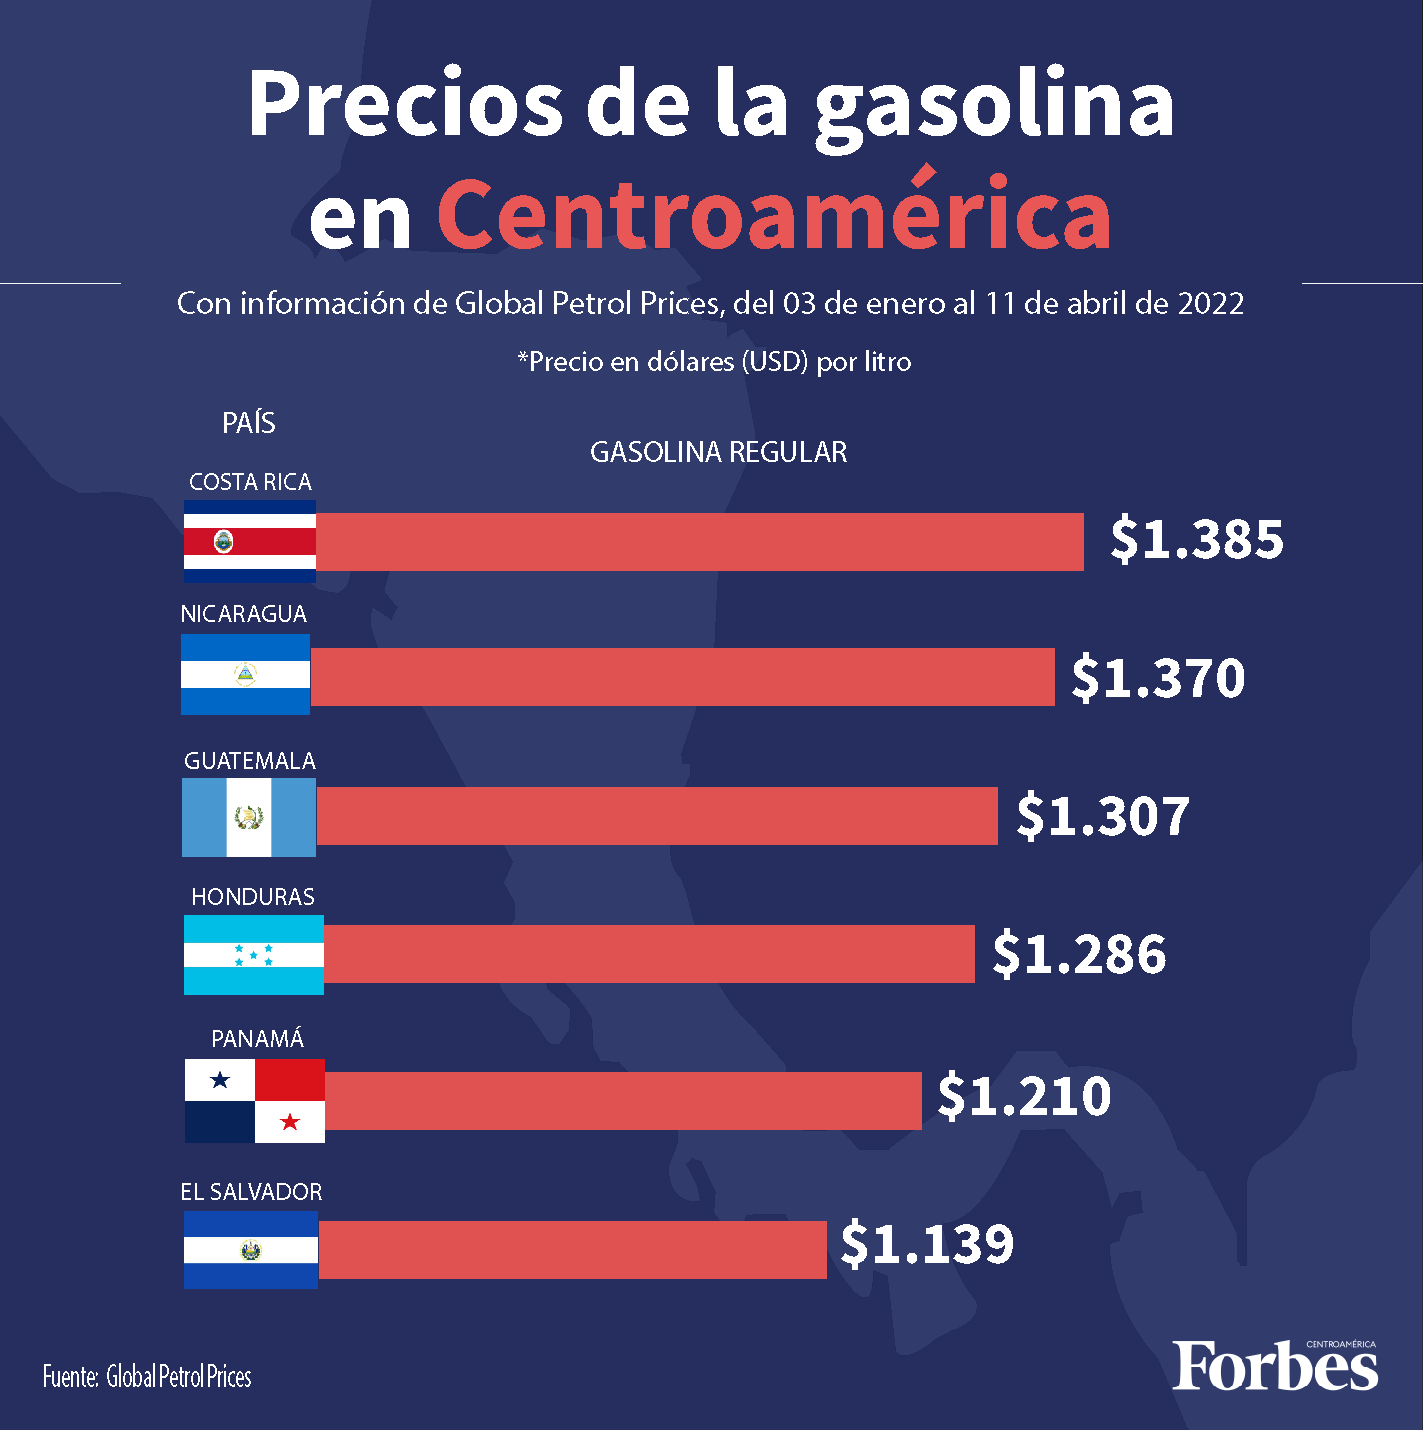 Precios de la gasolina
en Centroamérica
Con información de Global Petrol Prices, del 03 de enero al 11 de abril de 2022
*Precio en dólares (USD) por litro
PAÍS
GASOLINA REGULAR
COSTA RICA
$1.385
NICARAGUA
$1.370
GUATEMALA
$1.307
HONDURAS
$1.286
PANAMÁ
$1.210
EL SALVADOR
$1.139
Fuente: Global Petrol Prices
CENTROAMÉRICA
Forbes